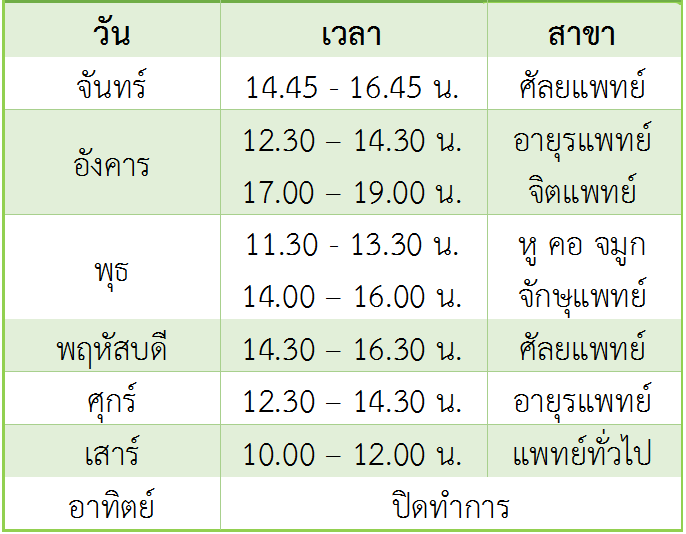 วัน เวลา สาขา
จันทร์ 14.45 - 16.45 น. ศัลยแพทย์
อังคาร 12.30 – 14.30 น. อายุรแพทย์
17.00 – 19.00 น. จิตแพทย์
พุธ 11.30 - 13.30 น. หู คอ จมูก
14.00 – 16.00 น. จักษุแพทย์
พฤหัสบดี 14.30 – 16.30 น. ศัลยแพทย์
ศุกร์ 12.30 – 14.30 น. อายุรแพทย์
เสาร์ 10.00 – 12.00 น. แพทย์ทั่วไป
อาทิตย์ ปิดทำการ